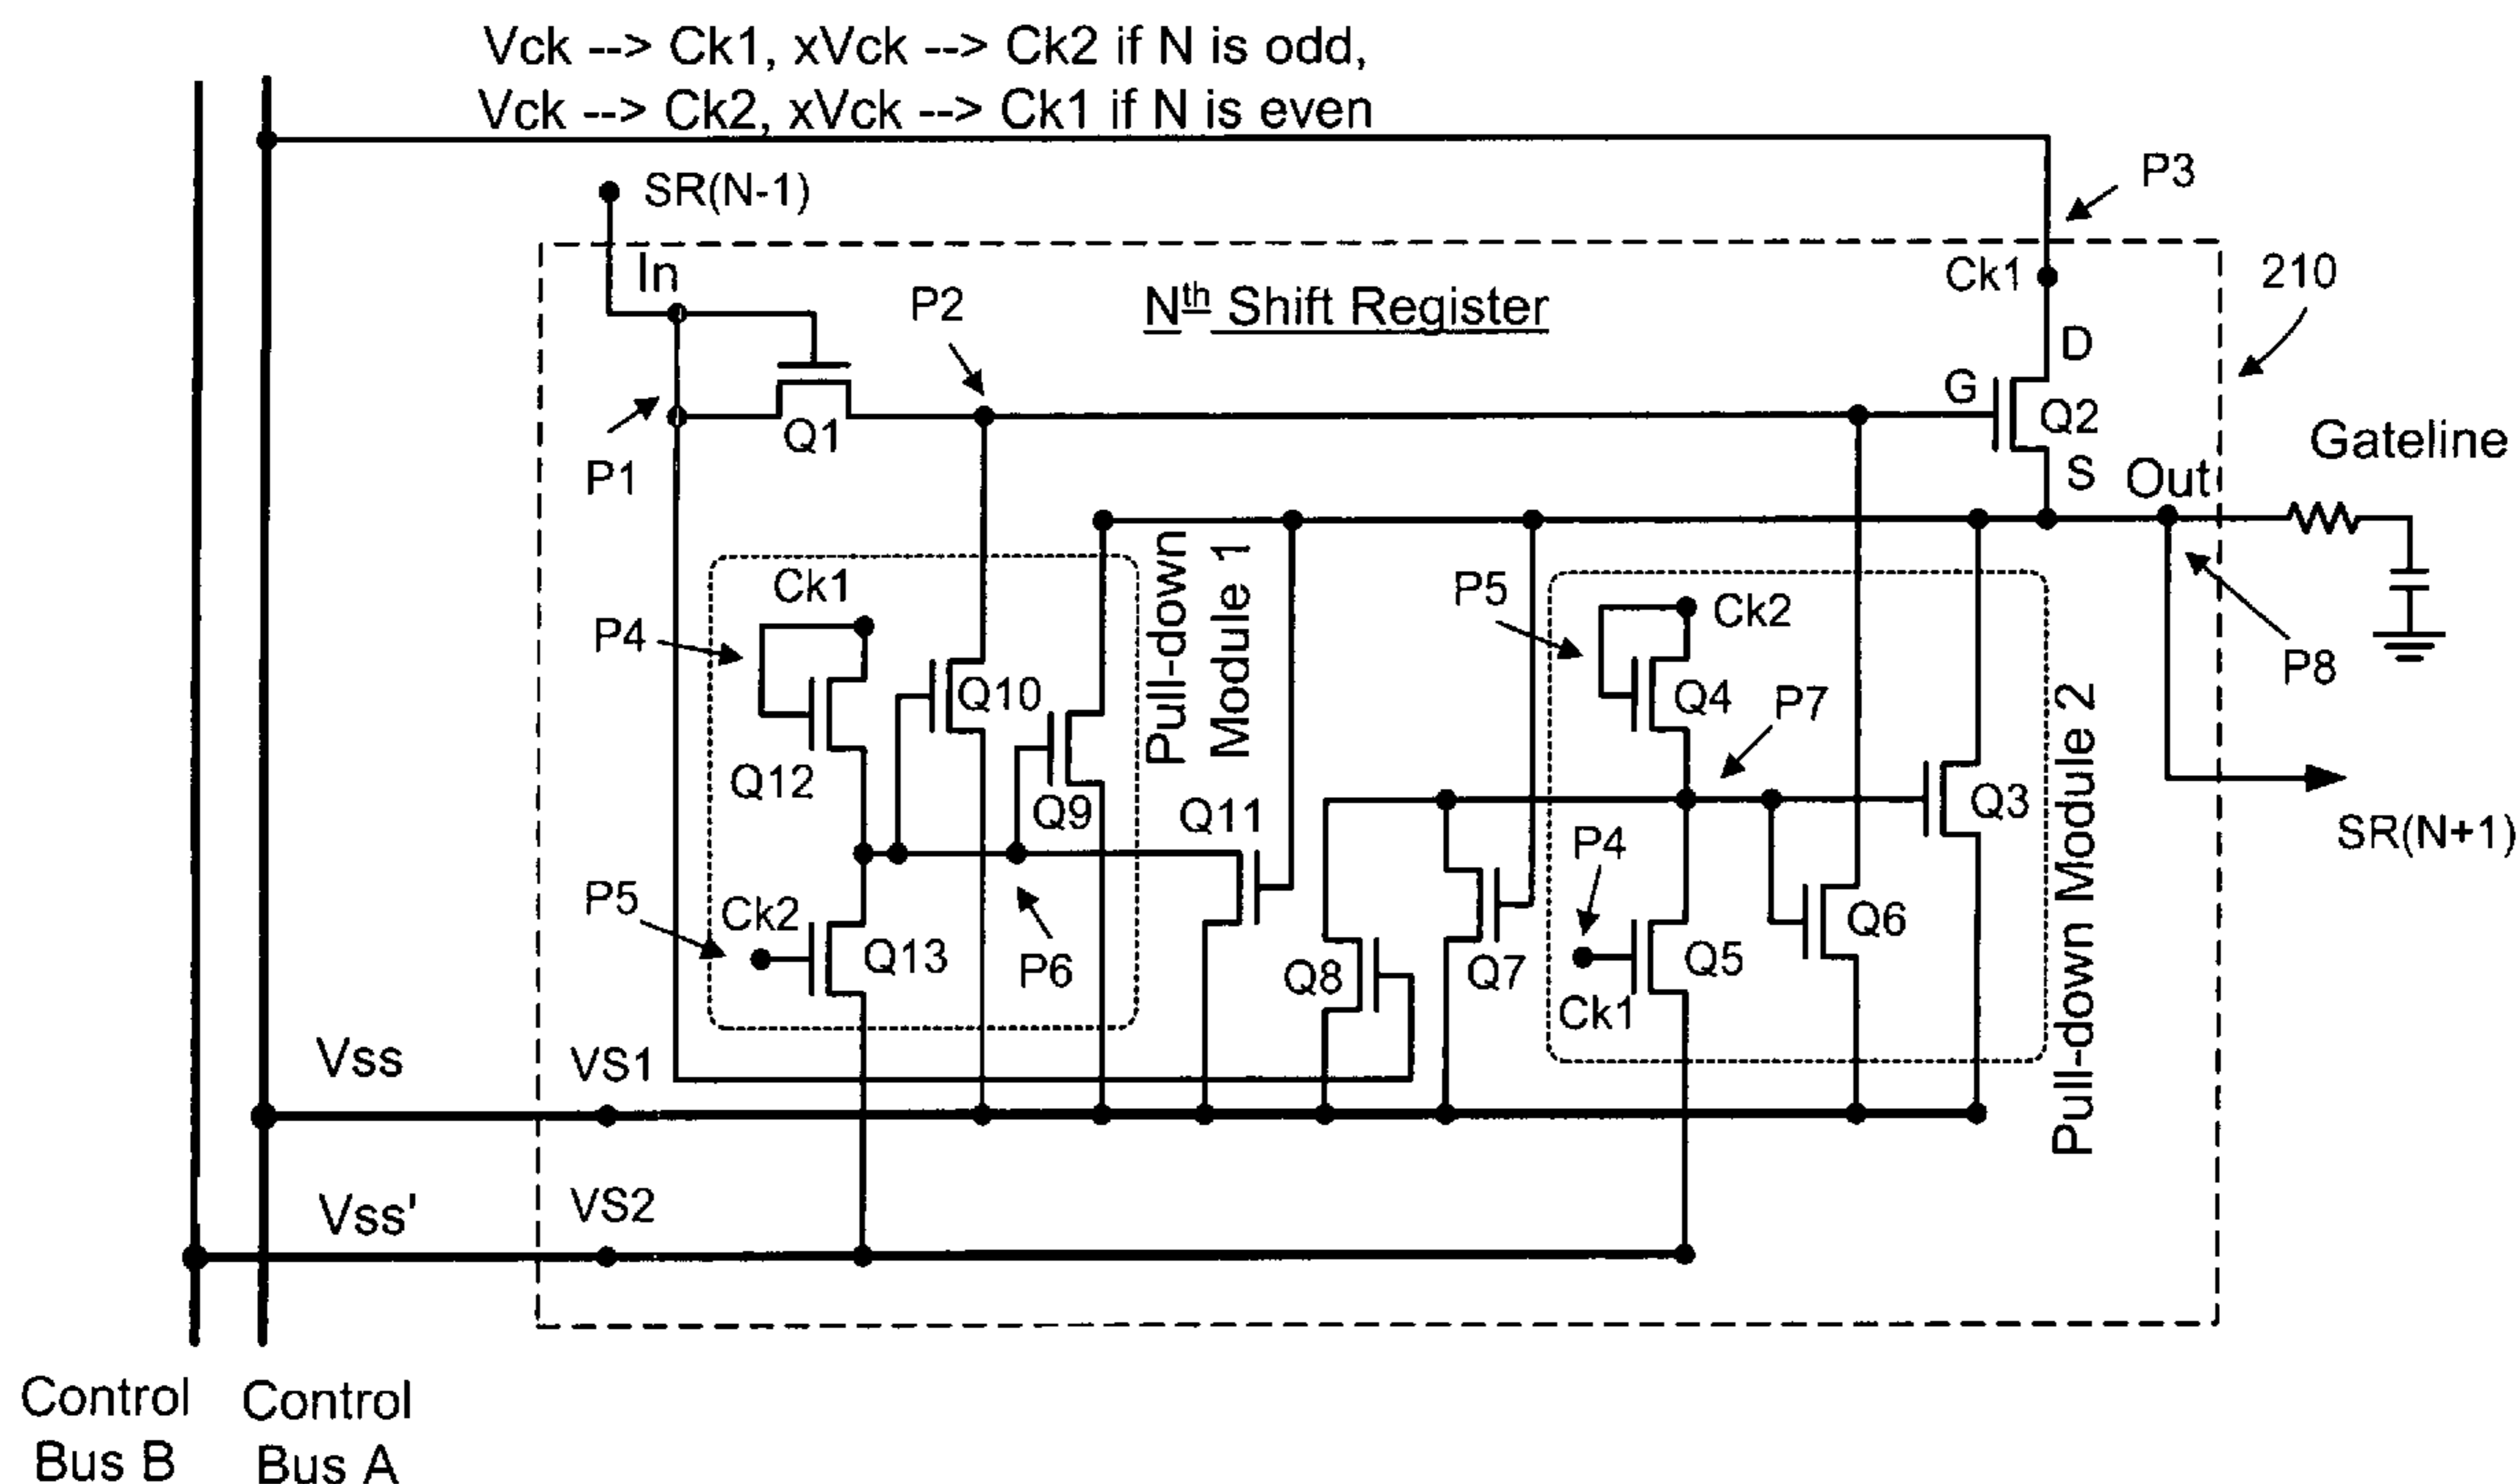 Vck --> Ck1, xVck --> Ck2 if N is odd,
Vck --> Ck2, xVck --> Ck1 if N is even
SR(N-1)
P3
In
Ck1
210
P2
Nth Shift Register
D
G
Q2
Q1
Gateline
P1
S
Out
Pull-down
Module 1
Ck1
P5
Ck2
P4
Q10
Q4
P7
P8
Q12
Q9
Q11
Q3
SR(N+1)
P4
P5
Ck2
Q13
P6
Q8
Q7
Q5
Q6
Ck1
Pull-down Module 2
Vss
VS1
Vss'
VS2
Control
Bus B
Control
Bus A